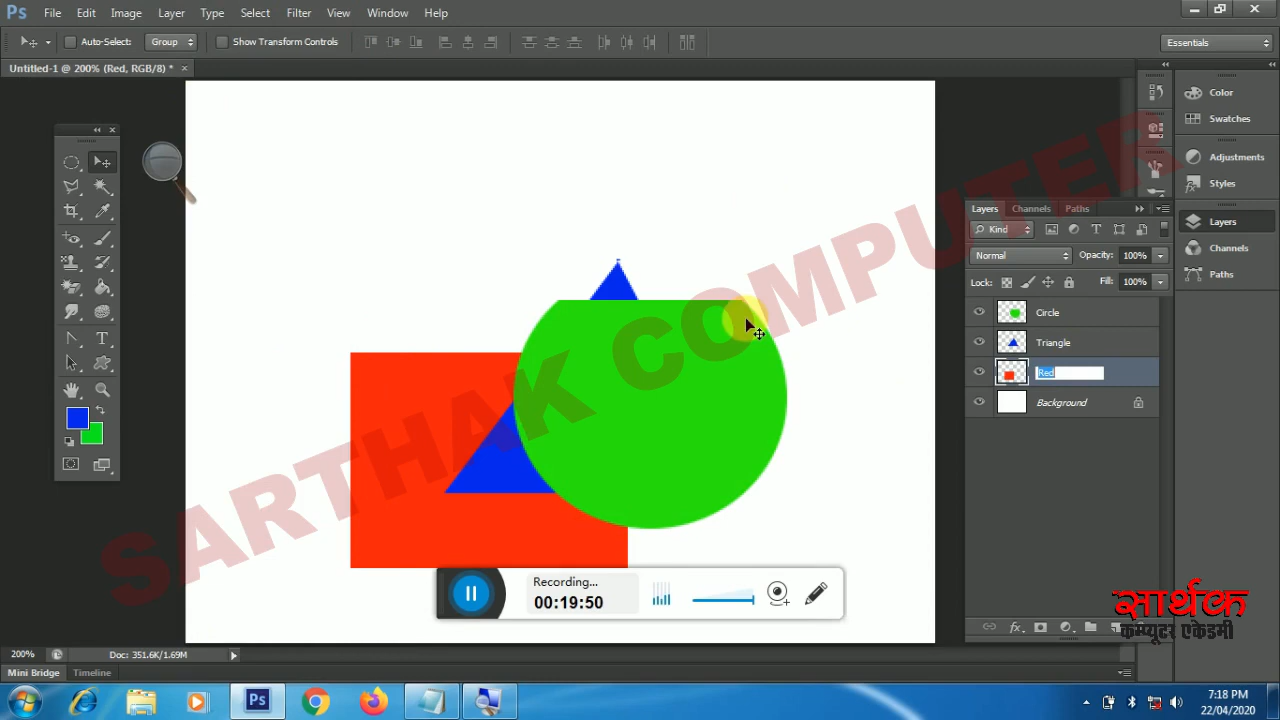 Ps File Edit Image Layer Type Select Filter View Window Help
Auto-Select: Group Show Transform Controls Essentials
Untitled-1 @ 200% (Red, RGB/8) * ×
Color
Swatches
Adjustments
Styles
Layers
Channels
Paths
Layers Channels Paths
Kind
Normal Opacity: 100%
Lock: Fill: 100%
Circle
Triangle
Red
Background
SARTHAK COMPUTER
Recording...
00:19:50
सार्थक
कम्प्यूटर एकेडमी
200% Doc: 351.6K/1.69M
Mini Bridge Timeline
Ps
7:18 PM
22/04/2020